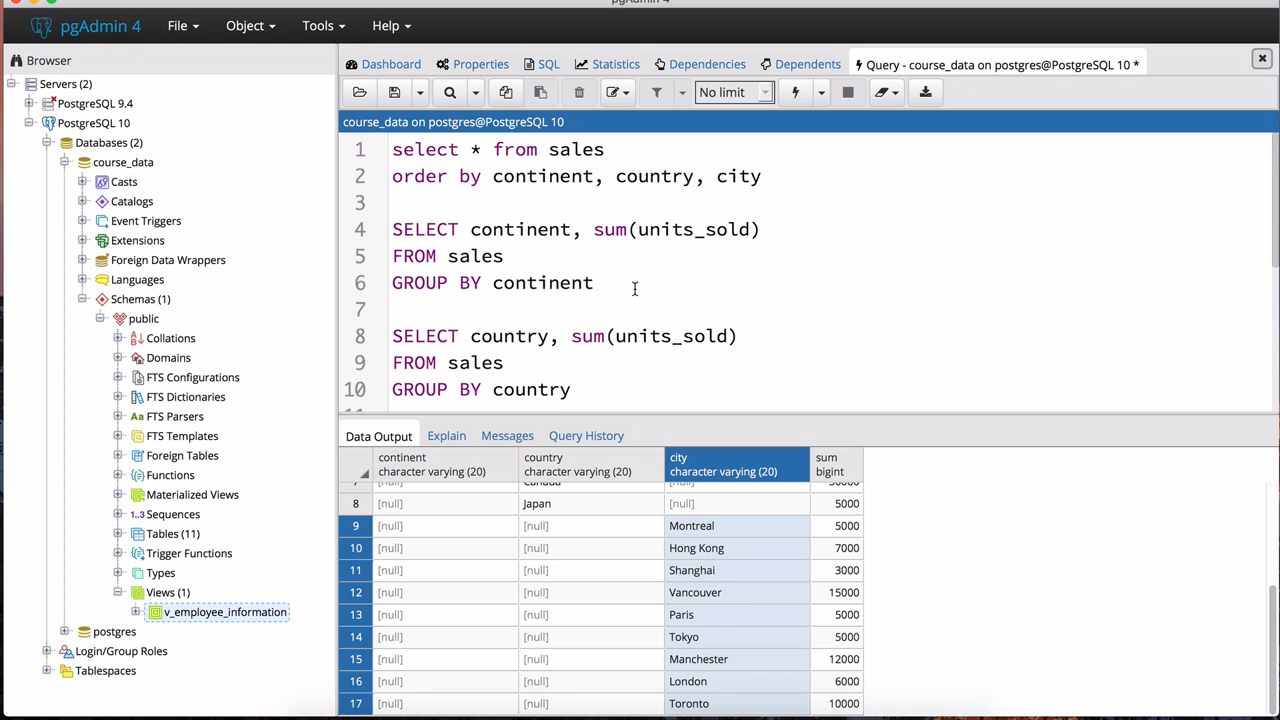 pgAdmin 4
pgAdmin 4
File
Object
Tools
Help
Browser
Dashboard
Properties
SQL
Statistics
Dependencies
Dependents
Query - course_data on postgres@PostgreSQL 10 *
No limit
course_data on postgres@PostgreSQL 10
Servers (2)
PostgreSQL 9.4
PostgreSQL 10
Databases (2)
course_data
Casts
Catalogs
Event Triggers
Extensions
Foreign Data Wrappers
Languages
Schemas (1)
public
Collations
Domains
FTS Configurations
FTS Dictionaries
FTS Parsers
Aa FTS Templates
Foreign Tables
Functions
Materialized Views
1..3 Sequences
Tables (11)
Trigger Functions
Types
Views (1)
v_employee_information
postgres
Login/Group Roles
Tablespaces
1 select * from sales
2 order by continent, country, city
3
4 SELECT continent, sum(units_sold)
5 FROM sales
6 GROUP BY continent
7
8 SELECT country, sum(units_sold)
9 FROM sales
10 GROUP BY country
Data Output
Explain
Messages
Query History
continent character varying (20)
country character varying (20)
city character varying (20)
sum bigint
8 [null] Japan [null] 5000
9 [null] [null] Montreal 5000
10 [null] [null] Hong Kong 7000
11 [null] [null] Shanghai 3000
12 [null] [null] Vancouver 15000
13 [null] [null] Paris 5000
14 [null] [null] Tokyo 5000
15 [null] [null] Manchester 12000
16 [null] [null] London 6000
17 [null] [null] Toronto 10000